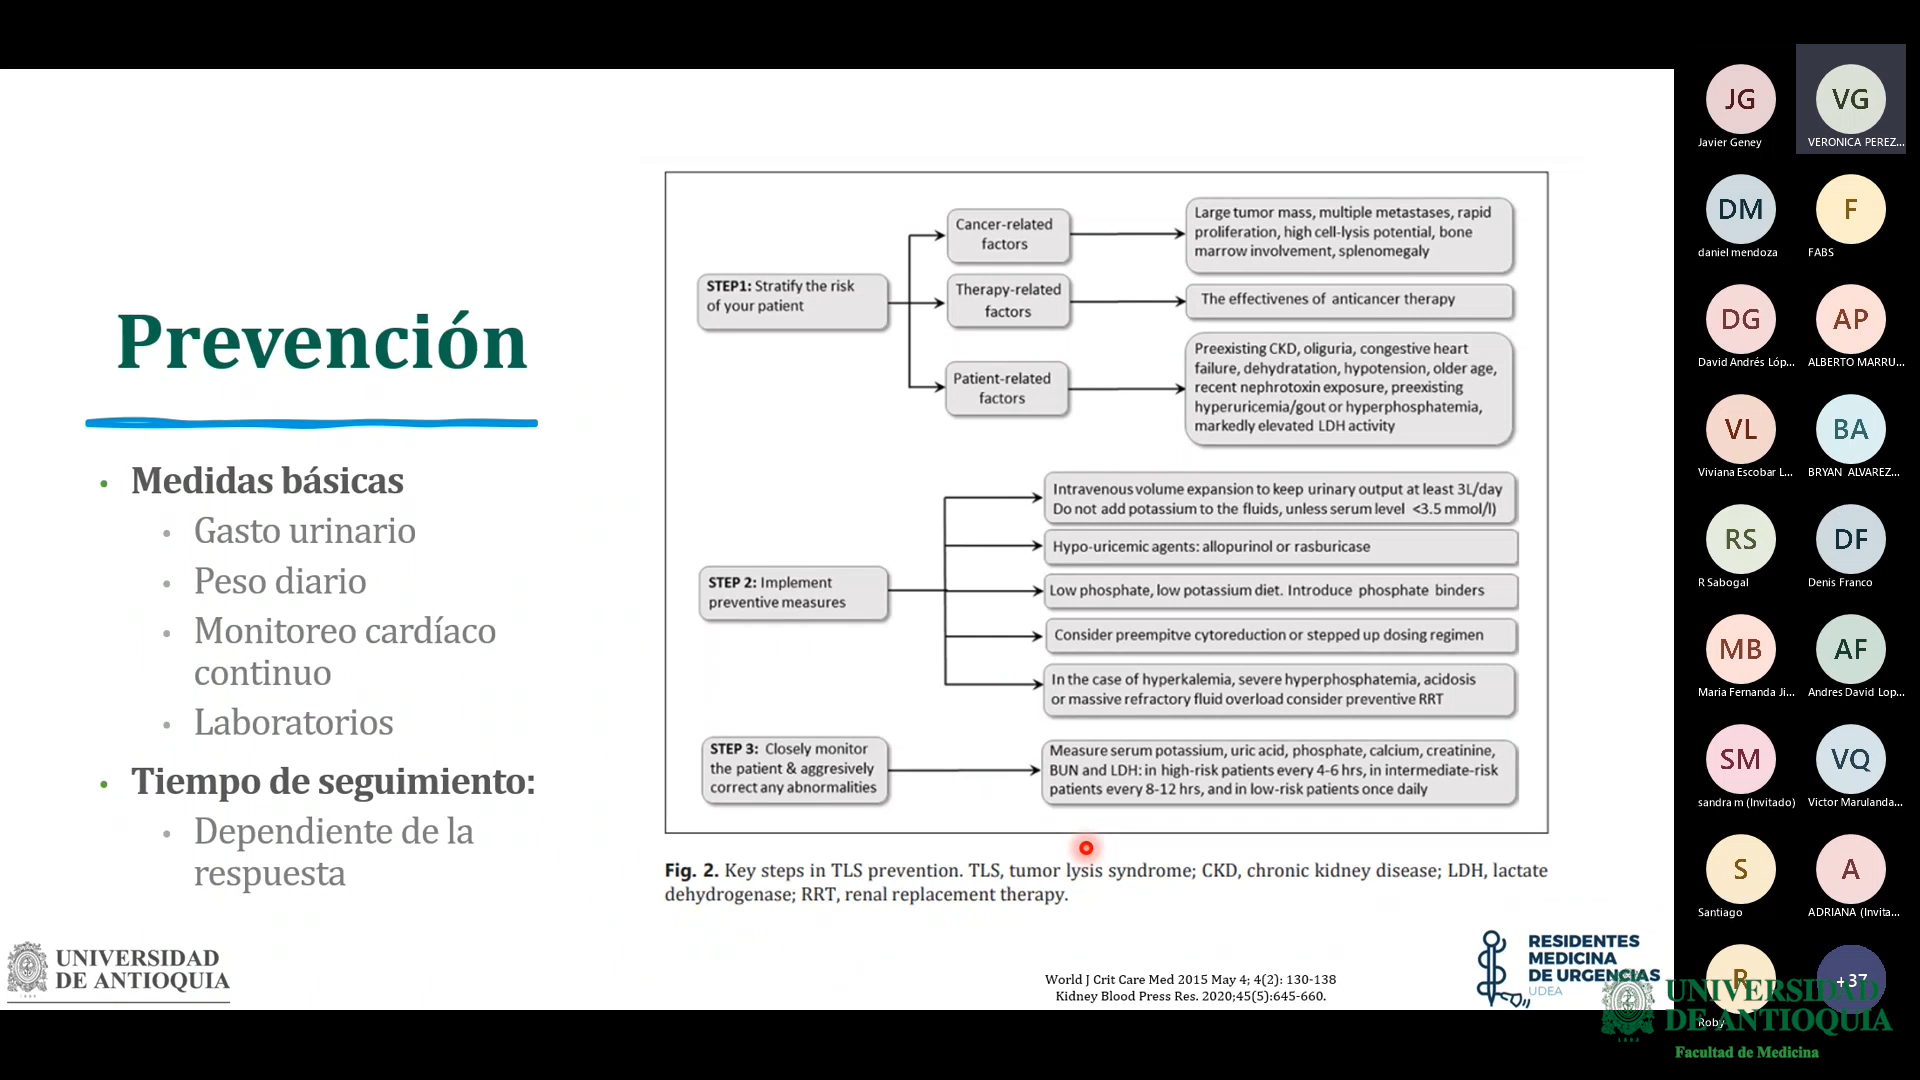 Prevención
• Medidas básicas
• Gasto urinario
• Peso diario
• Monitoreo cardíaco
continuo
• Laboratorios
• Tiempo de seguimiento:
• Dependiente de la
respuesta
STEP1: Stratify the risk
of your patient
Cancer-related
factors
Large tumor mass, multiple metastases, rapid
proliferation, high cell-lysis potential, bone
marrow involvement, splenomegaly
Therapy-related
factors
The effectivenes of anticancer therapy
Patient-related
factors
Preexisting CKD, oliguria, congestive heart
failure, dehydratation, hypotension, older age,
recent nephrotoxin exposure, preexisting
hyperuricemia/gout or hyperphosphatemia,
markedly elevated LDH activity
STEP 2: Implement
preventive measures
Intravenous volume expansion to keep urinary output at least 3L/day
Do not add potassium to the fluids, unless serum level <3.5 mmol/l)
Hypo-uricemic agents: allopurinol or rasburicase
Low phosphate, low potassium diet. Introduce phosphate binders
Consider preempitve cytoreduction or stepped up dosing regimen
In the case of hyperkalemia, severe hyperphosphatemia, acidosis
or massive refractory fluid overload consider preventive RRT
STEP 3: Closely monitor
the patient & aggresively
correct any abnormalities
Measure serum potassium, uric acid, phosphate, calcium, creatinine,
BUN and LDH: in high-risk patients every 4-6 hrs, in intermediate-risk
patients every 8-12 hrs, and in low-risk patients once daily
Fig. 2. Key steps in TLS prevention. TLS, tumor lysis syndrome; CKD, chronic kidney disease; LDH, lactate
dehydrogenase; RRT, renal replacement therapy.
UNIVERSIDAD
DE ANTIOQUIA
World J Crit Care Med 2015 May 4; 4(2): 130-138
Kidney Blood Press Res. 2020;45(5):645-660.
RESIDENTES
MEDICINA
DE URGENCIAS
UDEA
JG
Javier Geney
VG
VERONICA PEREZ...
DM
daniel mendoza
F
FABS
DG
David Andrés Lóp...
AP
ALBERTO MARRU...
VL
Viviana Escobar L...
BA
BRYAN ALVAREZ...
RS
R Sabogal
DF
Denis Franco
MB
Maria Fernanda Ji...
AF
Andres David Lop...
SM
sandra m (Invitado)
VQ
Victor Marulanda...
S
Santiago
A
ADRIANA (Invita...
R
Roby
+37
UNIVERSIDAD
DE ANTIOQUIA
Facultad de Medicina